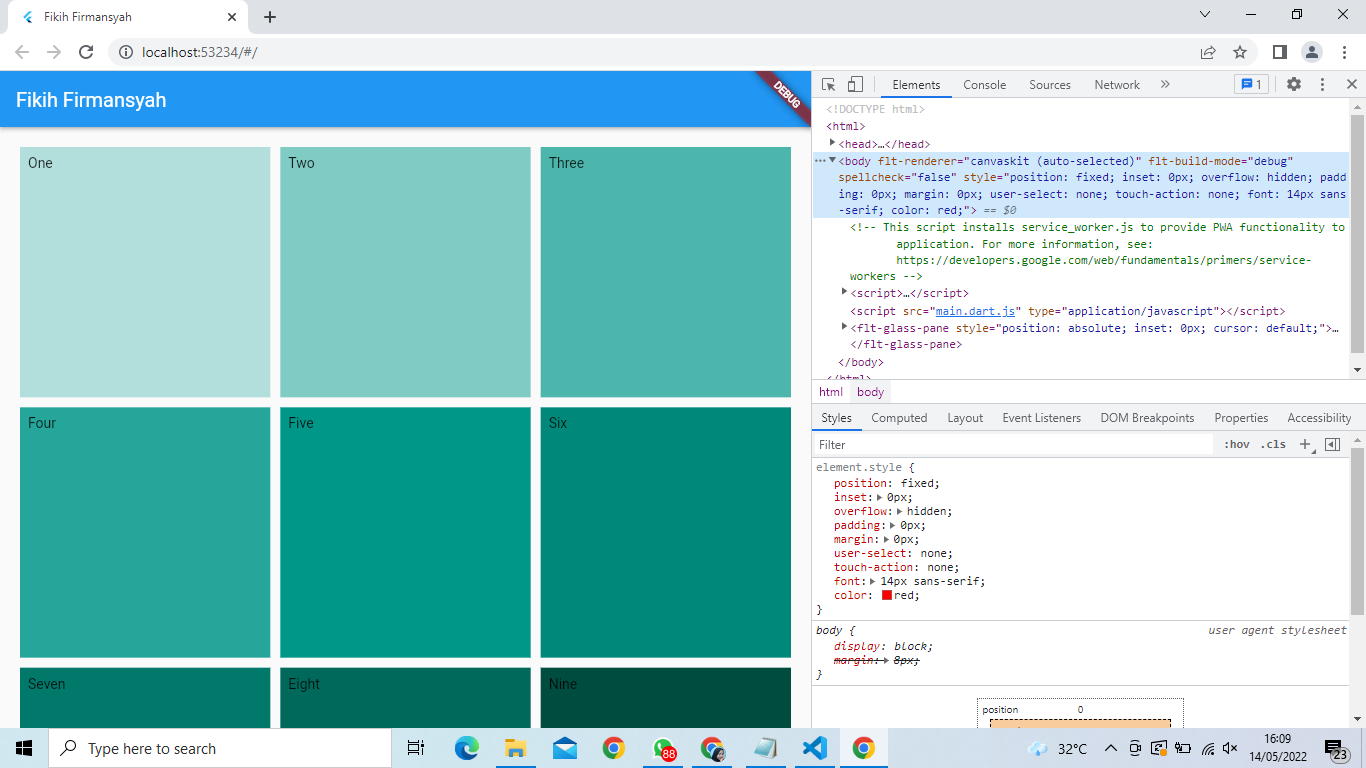 Fikih Firmansyah
localhost:53234/#/
Fikih Firmansyah
DEBUG
One
Two
Three
Four
Five
Six
Seven
Eight
Nine
Elements
Console
Sources
Network
1
<!DOCTYPE html>
<html>
<head>…</head>
<body flt-renderer="canvaskit (auto-selected)" flt-build-mode="debug"
spellcheck="false" style="position: fixed; inset: 0px; overflow: hidden; padd
ing: 0px; margin: 0px; user-select: none; touch-action: none; font: 14px sans
-serif; color: red;"> == $0
<!-- This script installs service_worker.js to provide PWA functionality to
application. For more information, see:
https://developers.google.com/web/fundamentals/primers/service-
workers -->
<script>…</script>
<script src="main.dart.js" type="application/javascript"></script>
<flt-glass-pane style="position: absolute; inset: 0px; cursor: default;">…
</flt-glass-pane>
</body>
</html>
html
body
Styles
Computed
Layout
Event Listeners
DOM Breakpoints
Properties
Accessibility
Filter
:hov
.cls
element.style {
position: fixed;
inset: 0px;
overflow: hidden;
padding: 0px;
margin: 0px;
user-select: none;
touch-action: none;
font: 14px sans-serif;
color: red;
}
body {
user agent stylesheet
display: block;
margin: 8px;
}
position
0
Type here to search
88
32°C
16:09
14/05/2022
23